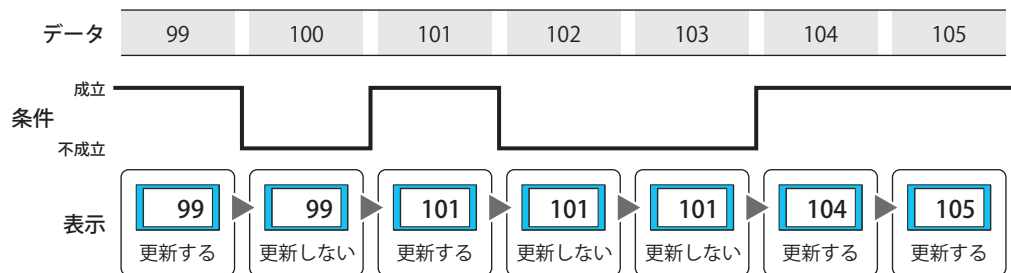 データ 99 100 101 102 103 104 105
成立
条件
不成立
表示 99 99 101 101 101 104 105
更新する 更新しない 更新する 更新しない 更新しない 更新する 更新する